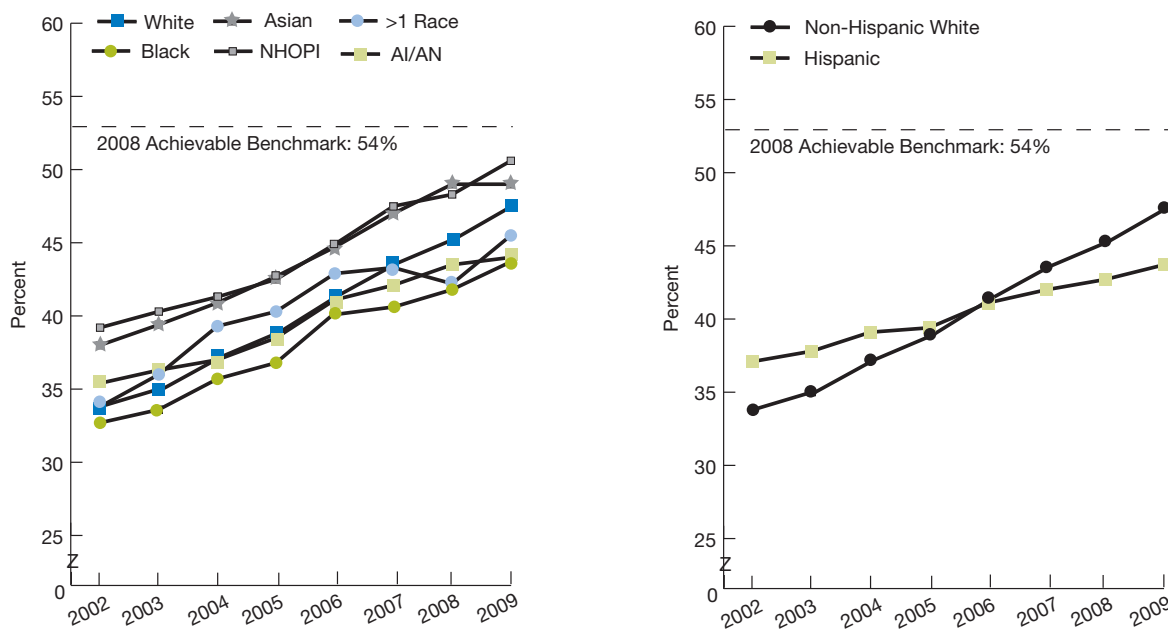 White Asian >1 Race
Black NHOPI AI/AN
60
55
2008 Achievable Benchmark: 54%
50
45
40
35
30
25
Z
0
Percent
2002 2003 2004 2005 2006 2007 2008 2009
Non-Hispanic White
Hispanic
60
55
2008 Achievable Benchmark: 54%
50
45
40
35
30
25
Z
0
Percent
2002 2003 2004 2005 2006 2007 2008 2009